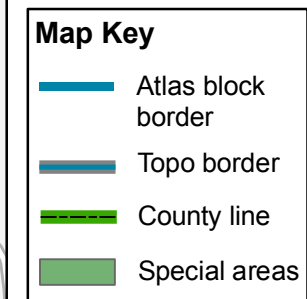 Map Key
Atlas block
border
Topo border
County line
Special areas